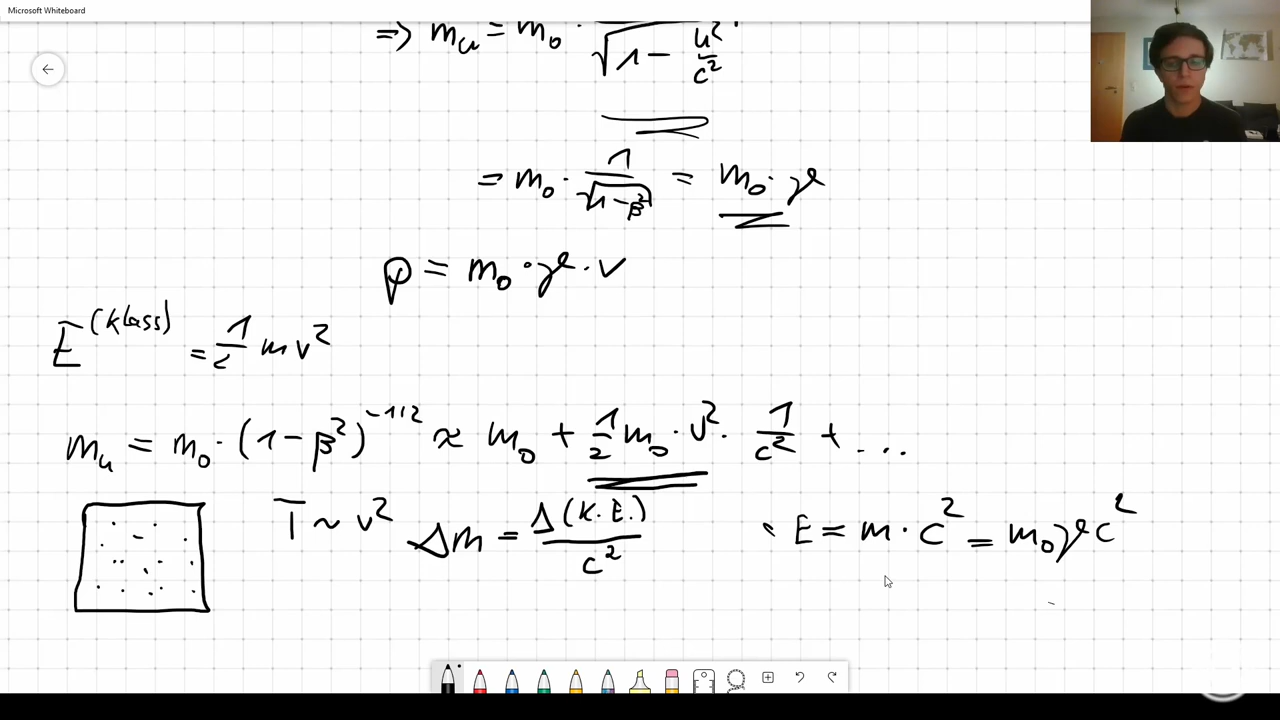 Microsoft Whiteboard
⇒ m_u = m_0 · 1/√(1 − u²/c²)
= m_0 · 1/√(1−β²) = m_0 · γ
p = m_0 · γ · v
E^(klass) = 1/2 m v²
m_u = m_0 · (1 − β²)^(−1/2) ≈ m_0 + 1/2 m_0 · v² · 1/c² + ...
T ~ v² Δm = Δ(K.E.)/c² E = m · c² = m_0 γ c²